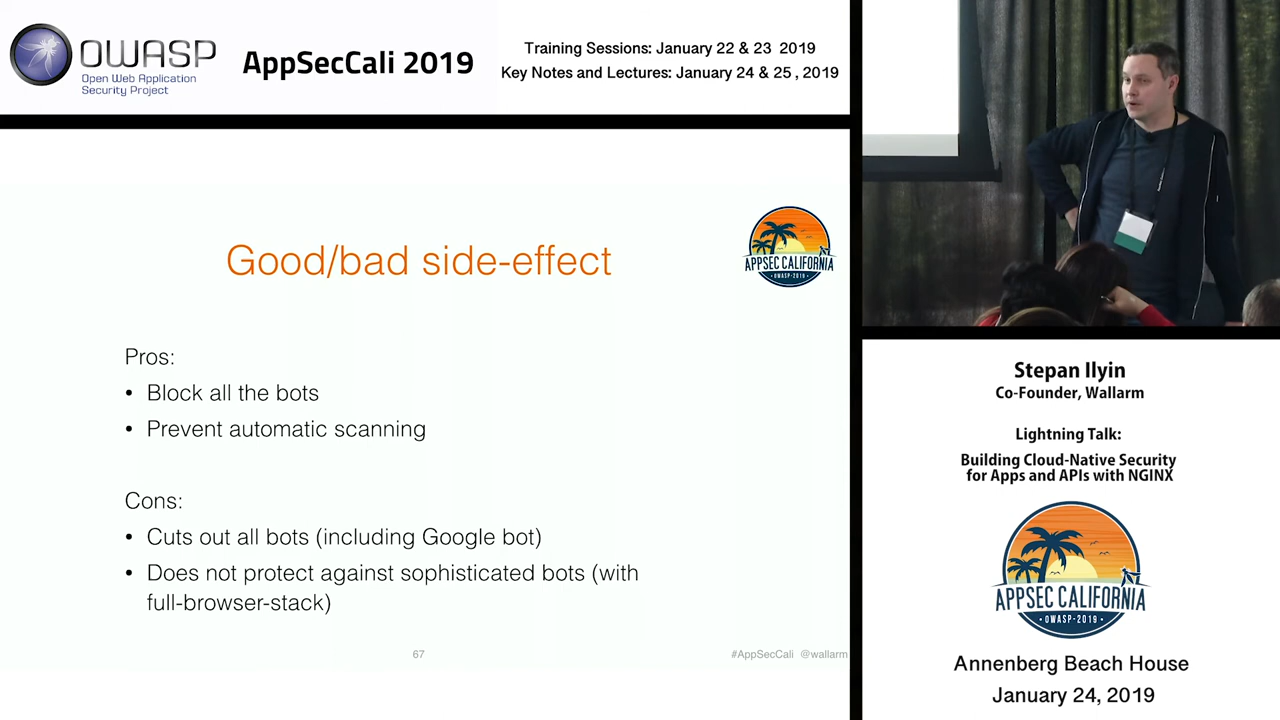 OWASP
Open Web Application
Security Project
AppSecCali 2019
Training Sessions: January 22 & 23 2019
Key Notes and Lectures: January 24 & 25 , 2019
Good/bad side-effect
APPSEC CALIFORNIA
• OWASP-2019 •
Pros:
• Block all the bots
• Prevent automatic scanning
Cons:
• Cuts out all bots (including Google bot)
• Does not protect against sophisticated bots (with
full-browser-stack)
67
#AppSecCali @wallarm
Stepan Ilyin
Co-Founder, Wallarm
Lightning Talk:
Building Cloud-Native Security
for Apps and APIs with NGINX
APPSEC CALIFORNIA
• OWASP-2019 •
Annenberg Beach House
January 24, 2019